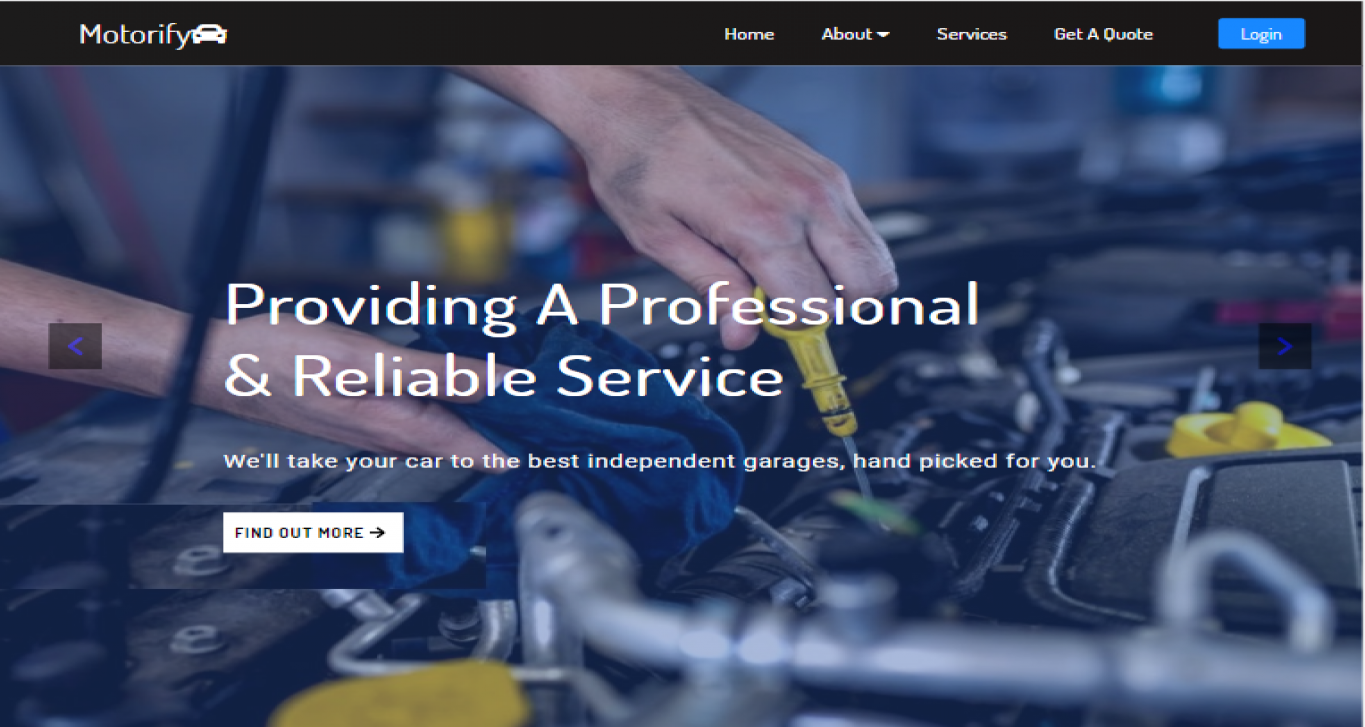 Motorify
Home About Services Get A Quote Login
Providing A Professional
& Reliable Service
We'll take your car to the best independent garages, hand picked for you.
FIND OUT MORE →